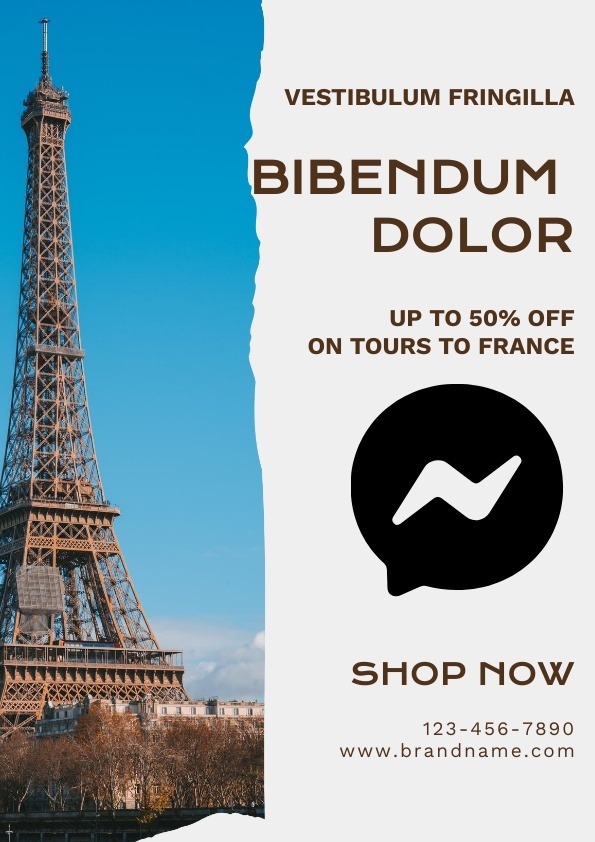 VESTIBULUM FRINGILLA
BIBENDUM
DOLOR
UP TO 50% OFF
ON TOURS TO FRANCE
SHOP NOW
123-456-7890
www.brandname.com